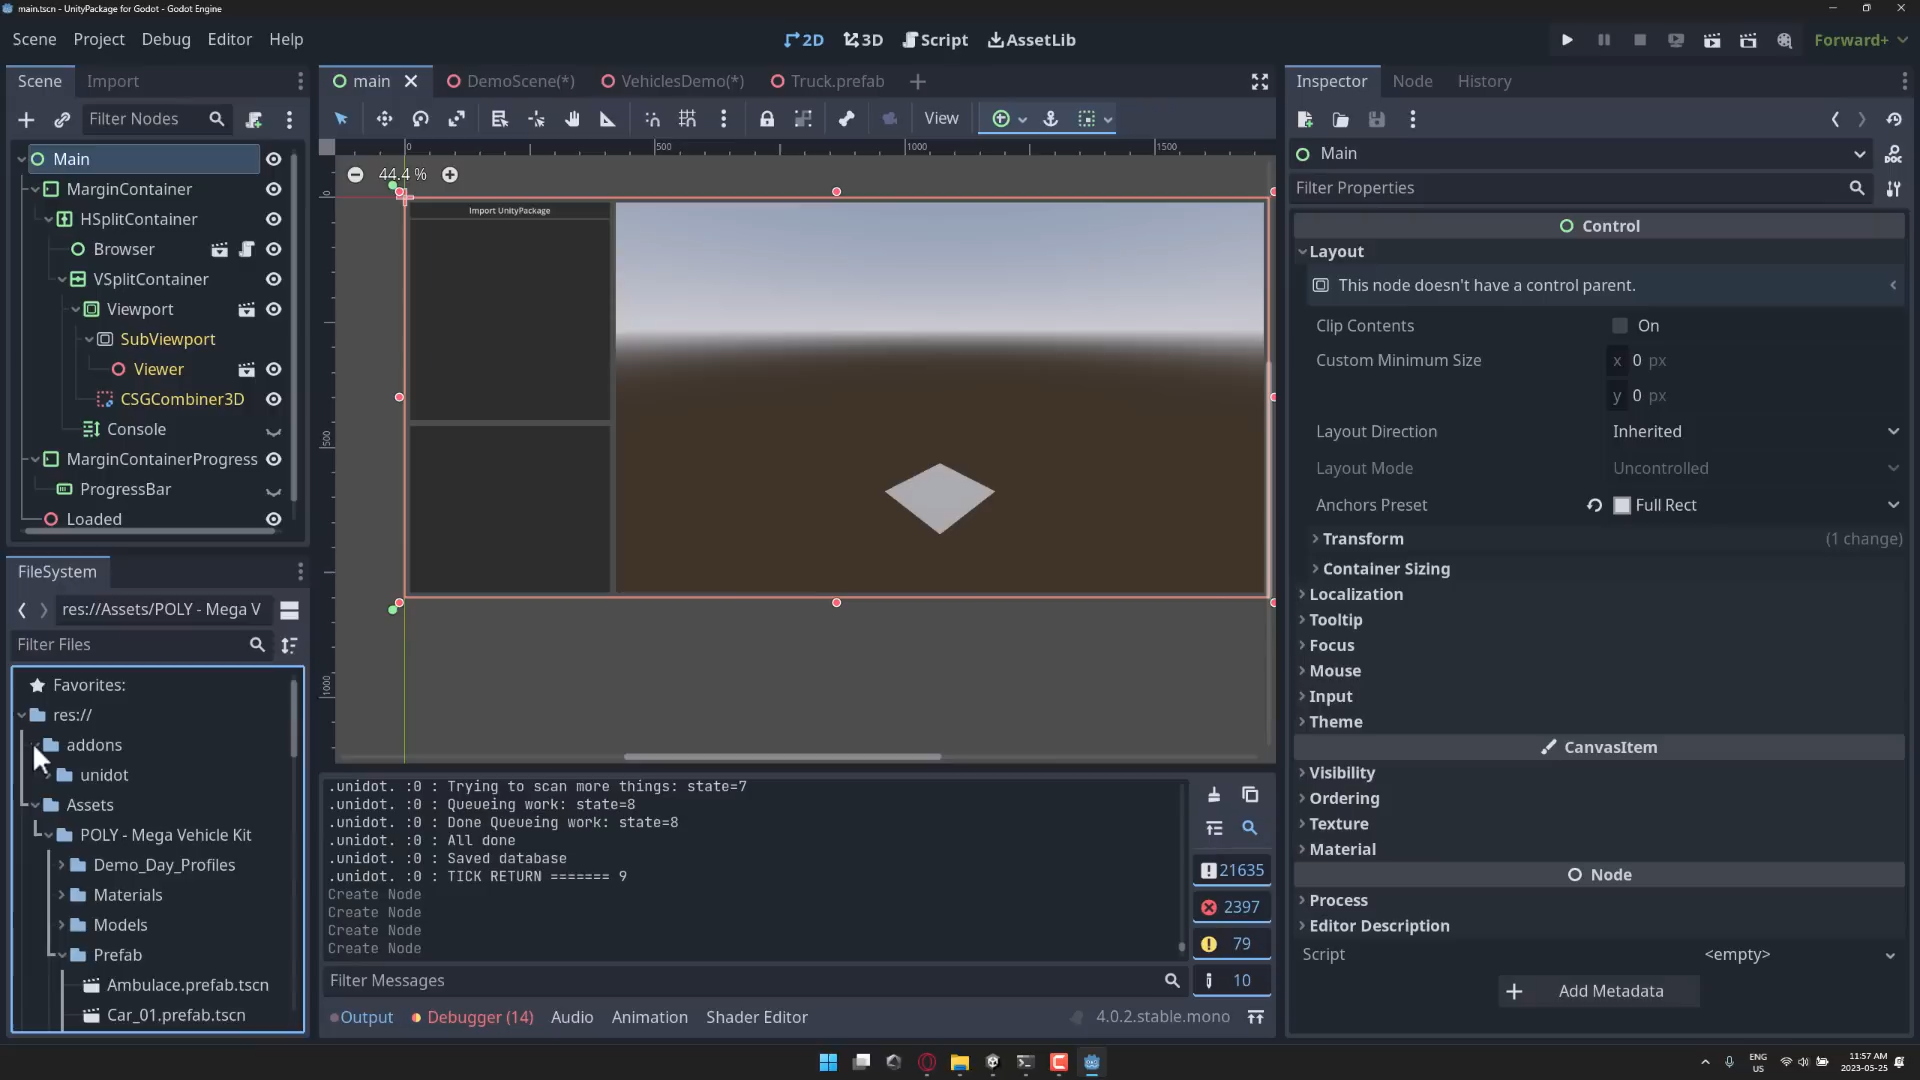 main.tscn - UnityPackage for Godot - Godot Engine
Scene Project Debug Editor Help
2D 3D Script AssetLib
Forward+
Scene Import
Filter Nodes
Main
MarginContainer
HSplitContainer
Browser
VSplitContainer
Viewport
SubViewport
Viewer
CSGCombiner3D
Console
MarginContainerProgress
ProgressBar
Loaded
FileSystem
res://Assets/POLY - Mega V
Filter Files
Favorites:
res://
addons
unidot
Assets
POLY - Mega Vehicle Kit
Demo_Day_Profiles
Materials
Models
Prefab
Ambulace.prefab.tscn
Car_01.prefab.tscn
main DemoScene(*) VehiclesDemo(*) Truck.prefab
View
0 500 1000 1500
44.4 %
0
500
1000
Import UnityPackage
.unidot. :0 : Trying to scan more things: state=7
.unidot. :0 : Queueing work: state=8
.unidot. :0 : Done Queueing work: state=8
.unidot. :0 : All done
.unidot. :0 : Saved database
.unidot. :0 : TICK RETURN ======= 9
Create Node
Create Node
Create Node
Create Node
21635
2397
79
10
Filter Messages
Output Debugger (14) Audio Animation Shader Editor
4.0.2.stable.mono
Inspector Node History
Main
DOC
Filter Properties
Control
Layout
This node doesn't have a control parent.
Clip Contents On
Custom Minimum Size x 0 px
y 0 px
Layout Direction Inherited
Layout Mode Uncontrolled
Anchors Preset Full Rect
Transform (1 change)
Container Sizing
Localization
Tooltip
Focus
Mouse
Input
Theme
CanvasItem
Visibility
Ordering
Texture
Material
Node
Process
Editor Description
Script <empty>
Add Metadata
ENG
US
11:57 AM
2023-05-25